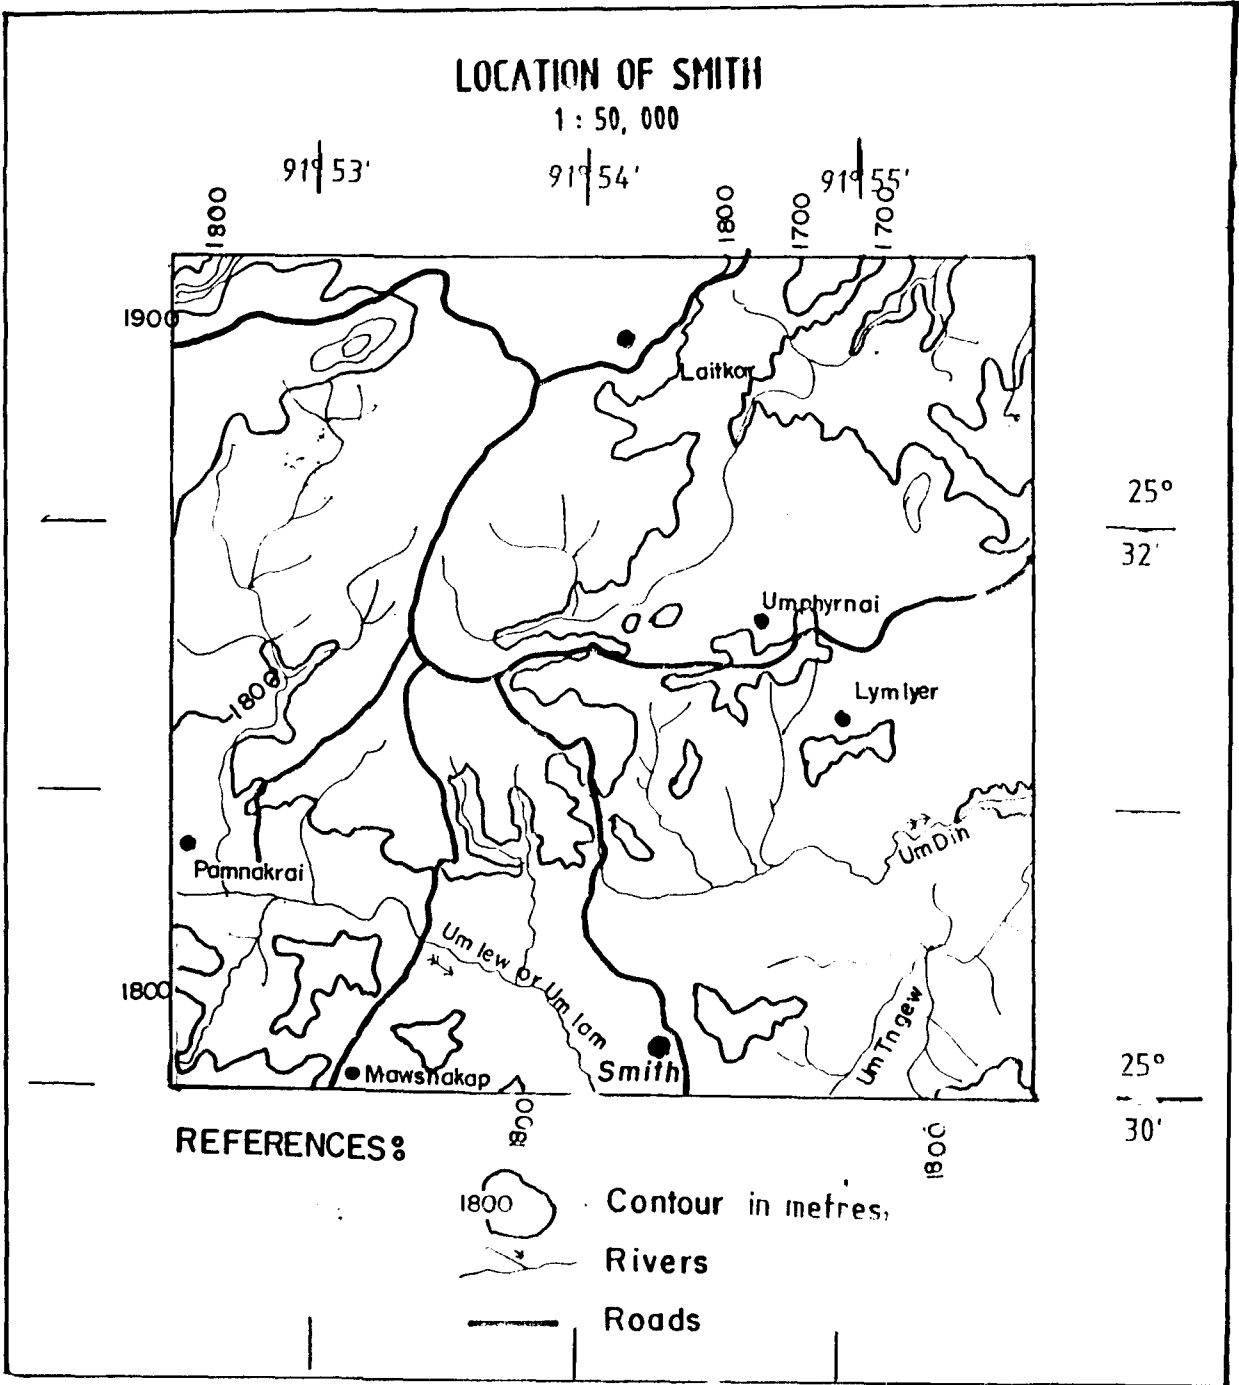 LOCATION OF SMITH
1 : 50, 000
91° 53'
91° 54'
91° 55'
1800
1800
1700
1700
1900
Laitkor
25°
32'
Umphyrnai
1800
Lymlyer
Um Din
Pamnakrai
Um lew or Um lam
1800
Um Tn gew
Smith
Mawshakap
25°
30'
1800
1800
REFERENCES:
1800 Contour in metres,
Rivers
Roads